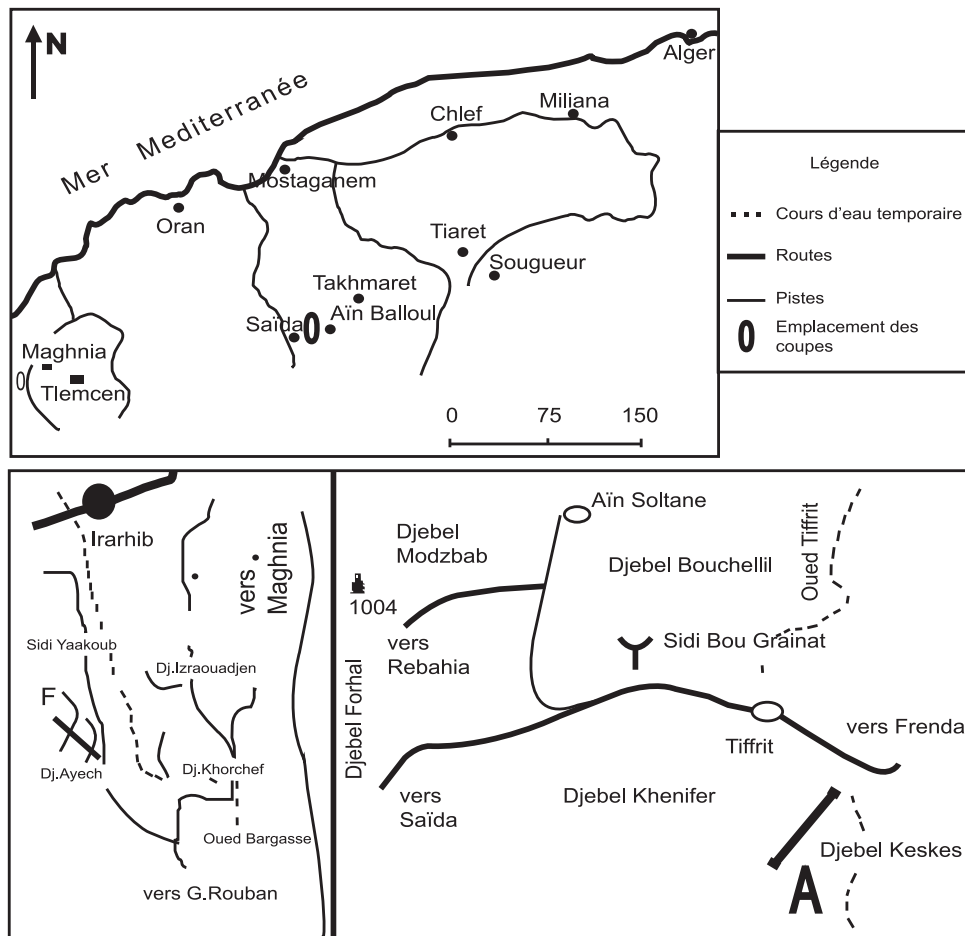 N
Mer Mediterranée
Alger
Miliana
Chlef
Mostaganem
Oran
Tiaret
Sougueur
Takhmaret
Aïn Balloul
Saïda
Maghnia
Tlemcen
0 75 150
Légende
Cours d'eau temporaire
Routes
Pistes
Emplacement des
coupes
Irarhib
vers
Maghnia
Sidi Yaakoub
Dj.Izraouadjen
F
Dj.Ayech
Dj.Khorchef
Oued Bargasse
vers G.Rouban
Aïn Soltane
Djebel
Modzbab
Djebel Bouchellil
Oued Tiffrit
1004
vers
Rebahia
Sidi Bou Grainat
Djebel Forhal
vers Frenda
Tiffrit
vers
Saïda
Djebel Khenifer
Djebel Keskes
A